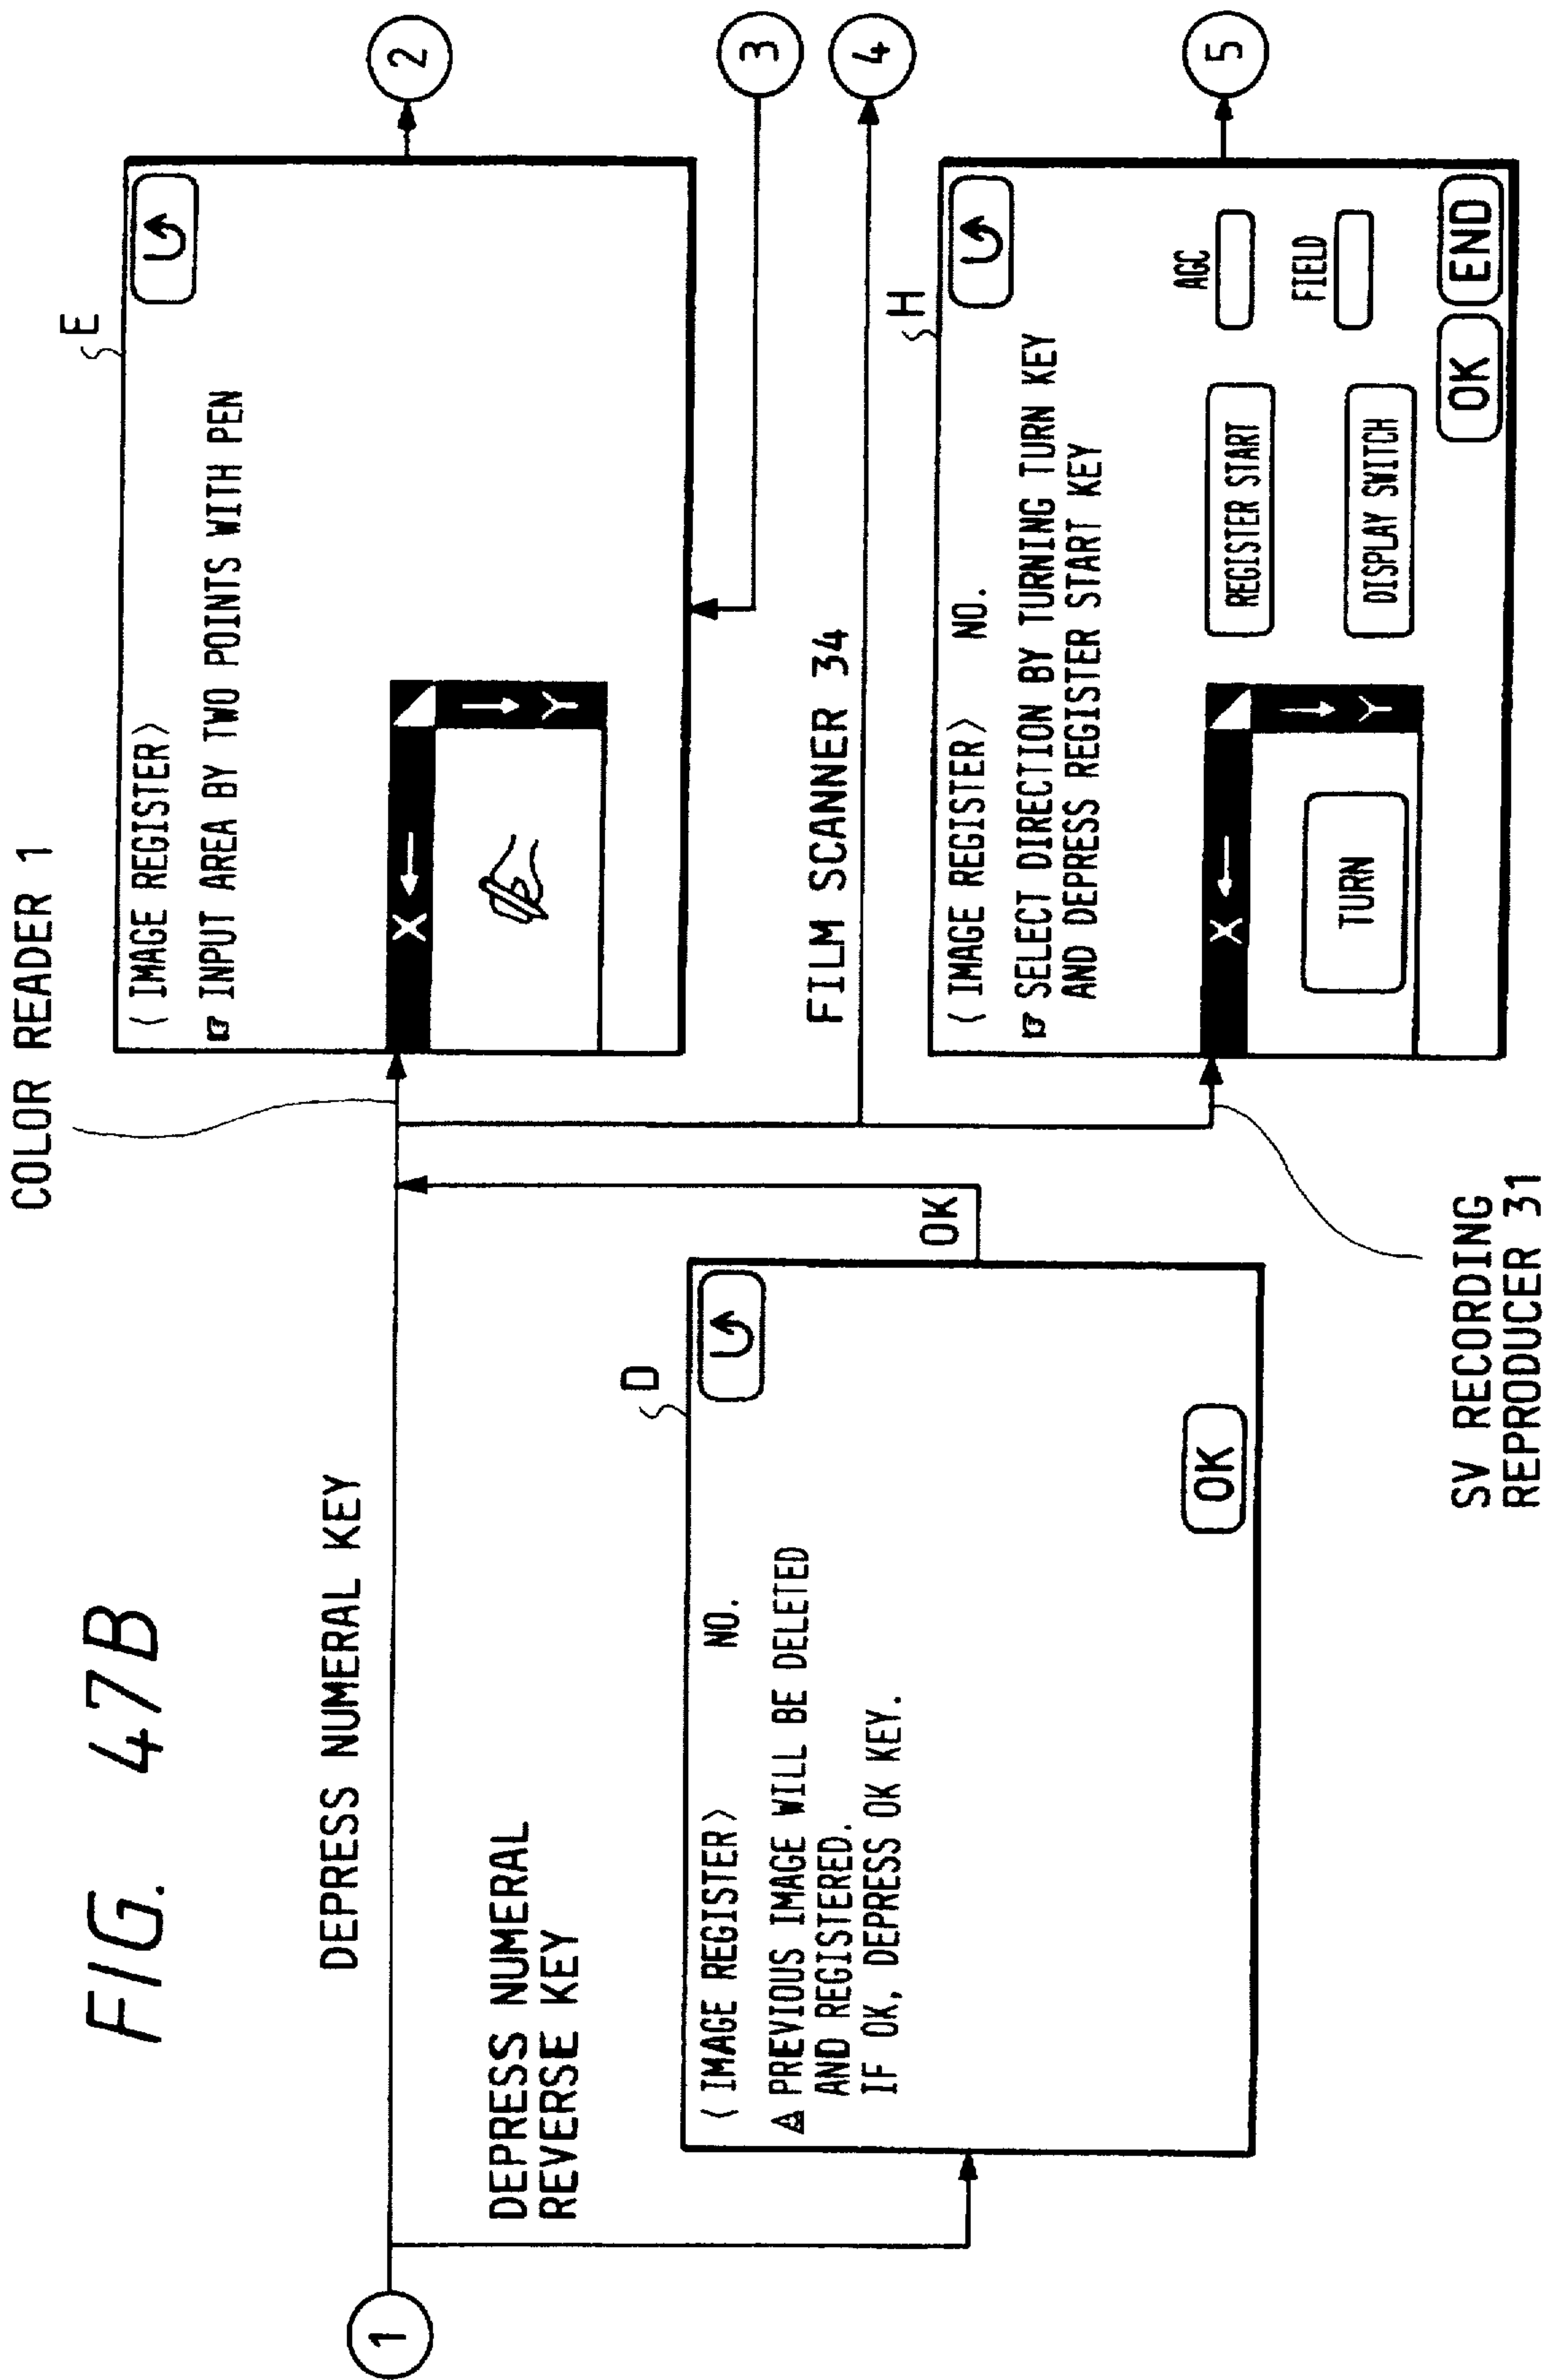 FIG. 47B
1
DEPRESS NUMERAL KEY
DEPRESS NUMERAL
REVERSE KEY
D
〈 IMAGE REGISTER 〉 NO.
⚠ PREVIOUS IMAGE WILL BE DELETED
AND REGISTERED.
IF OK, DEPRESS OK KEY.
OK
OK
COLOR READER 1
E
〈 IMAGE REGISTER 〉
☞ INPUT AREA BY TWO POINTS WITH PEN
X ←
→ Y
2
3
FILM SCANNER 34
4
SV RECORDING
REPRODUCER 31
H
〈 IMAGE REGISTER 〉 NO.
☞ SELECT DIRECTION BY TURNING TURN KEY
AND DEPRESS REGISTER START KEY
X ←
→ Y
TURN
REGISTER START
AGC
DISPLAY SWITCH
FIELD
OK
END
5